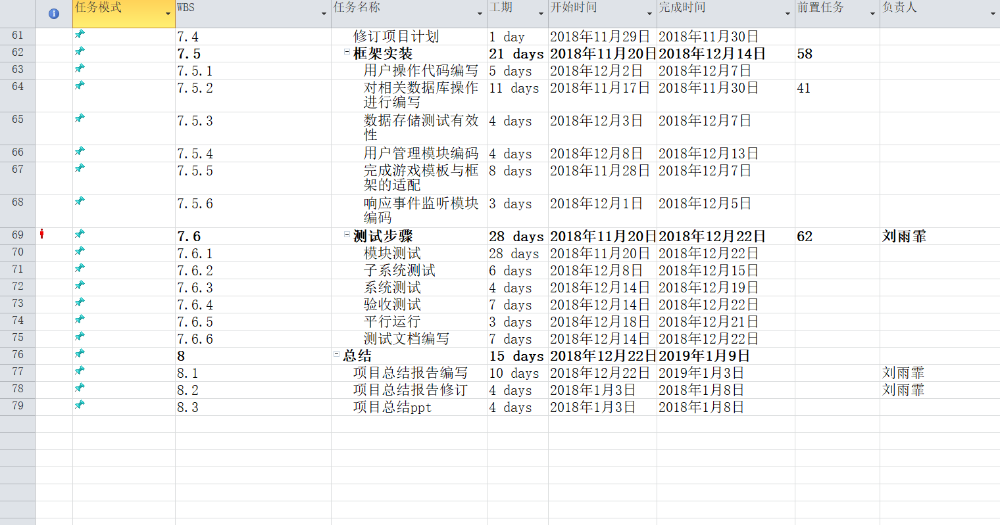 任务模式 WBS 任务名称 工期 开始时间 完成时间 前置任务 负责人
61 7.4 修订项目计划 1 day 2018年11月29日 2018年11月30日
62 7.5 框架实装 21 days 2018年11月20日 2018年12月14日 58
63 7.5.1 用户操作代码编写 5 days 2018年12月2日 2018年12月7日
64 7.5.2 对相关数据库操作 11 days 2018年11月17日 2018年11月30日 41
进行编写
65 7.5.3 数据存储测试有效 4 days 2018年12月3日 2018年12月7日
性
66 7.5.4 用户管理模块编码 4 days 2018年12月8日 2018年12月13日
67 7.5.5 完成游戏模板与框 8 days 2018年11月28日 2018年12月7日
架的适配
68 7.5.6 响应事件监听模块 3 days 2018年12月1日 2018年12月5日
编码
69 7.6 测试步骤 28 days 2018年11月20日 2018年12月22日 62 刘雨霏
70 7.6.1 模块测试 28 days 2018年11月20日 2018年12月22日
71 7.6.2 子系统测试 6 days 2018年12月8日 2018年12月15日
72 7.6.3 系统测试 4 days 2018年12月14日 2018年12月19日
73 7.6.4 验收测试 7 days 2018年12月14日 2018年12月22日
74 7.6.5 平行运行 3 days 2018年12月18日 2018年12月21日
75 7.6.6 测试文档编写 7 days 2018年12月14日 2018年12月22日
76 8 总结 15 days 2018年12月22日 2019年1月9日
77 8.1 项目总结报告编写 10 days 2018年12月22日 2019年1月3日 刘雨霏
78 8.2 项目总结报告修订 4 days 2018年1月3日 2018年1月8日 刘雨霏
79 8.3 项目总结ppt 4 days 2018年1月3日 2018年1月8日